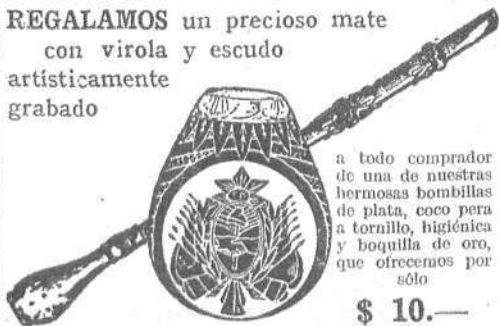 REGALAMOS un precioso mate
con virola y escudo
artísticamente
grabado
a todo comprador
de una de nuestras
hermosas bombillas
de plata, coco pera
a tornillo, higiénica
y boquilla de oro,
que ofrecemos por
sólo
$ 10.—